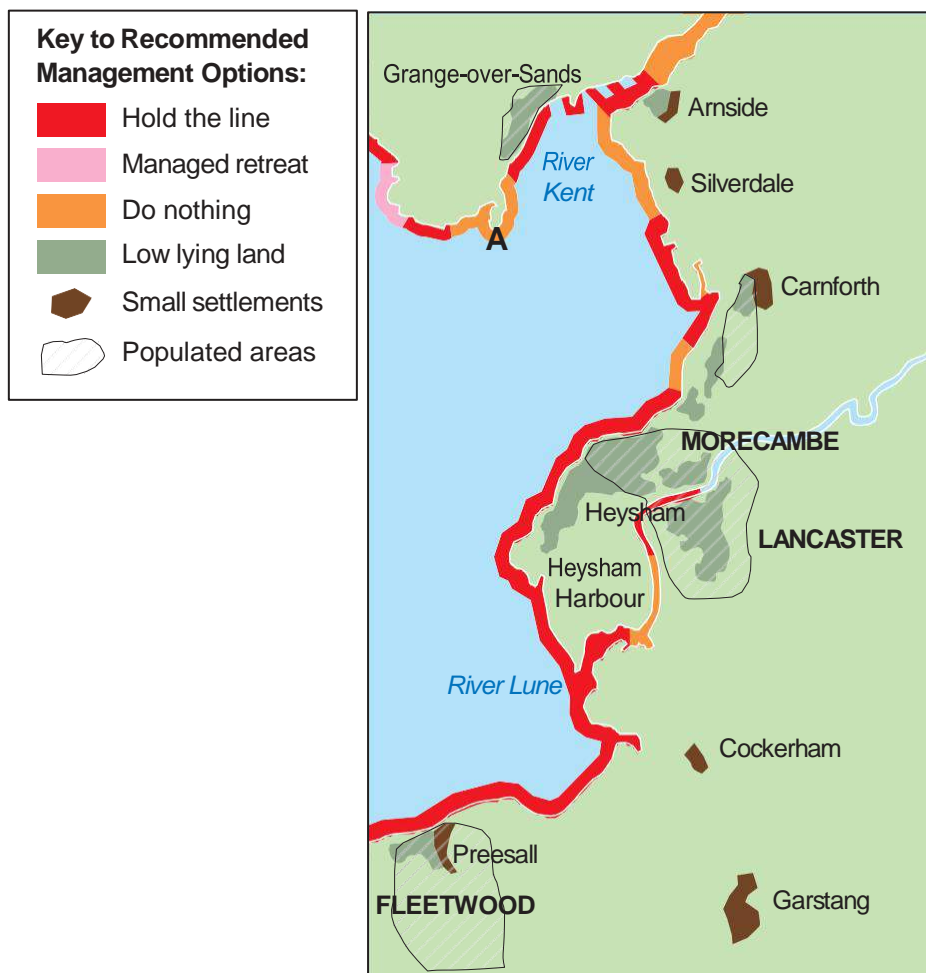 Key to Recommended
Management Options:
Hold the line
Managed retreat
Do nothing
Low lying land
Small settlements
Populated areas
Grange-over-Sands
Arnside
River
Kent
Silverdale
A
Carnforth
MORECAMBE
Heysham
LANCASTER
Heysham
Harbour
River Lune
Cockerham
Preesall
Garstang
FLEETWOOD